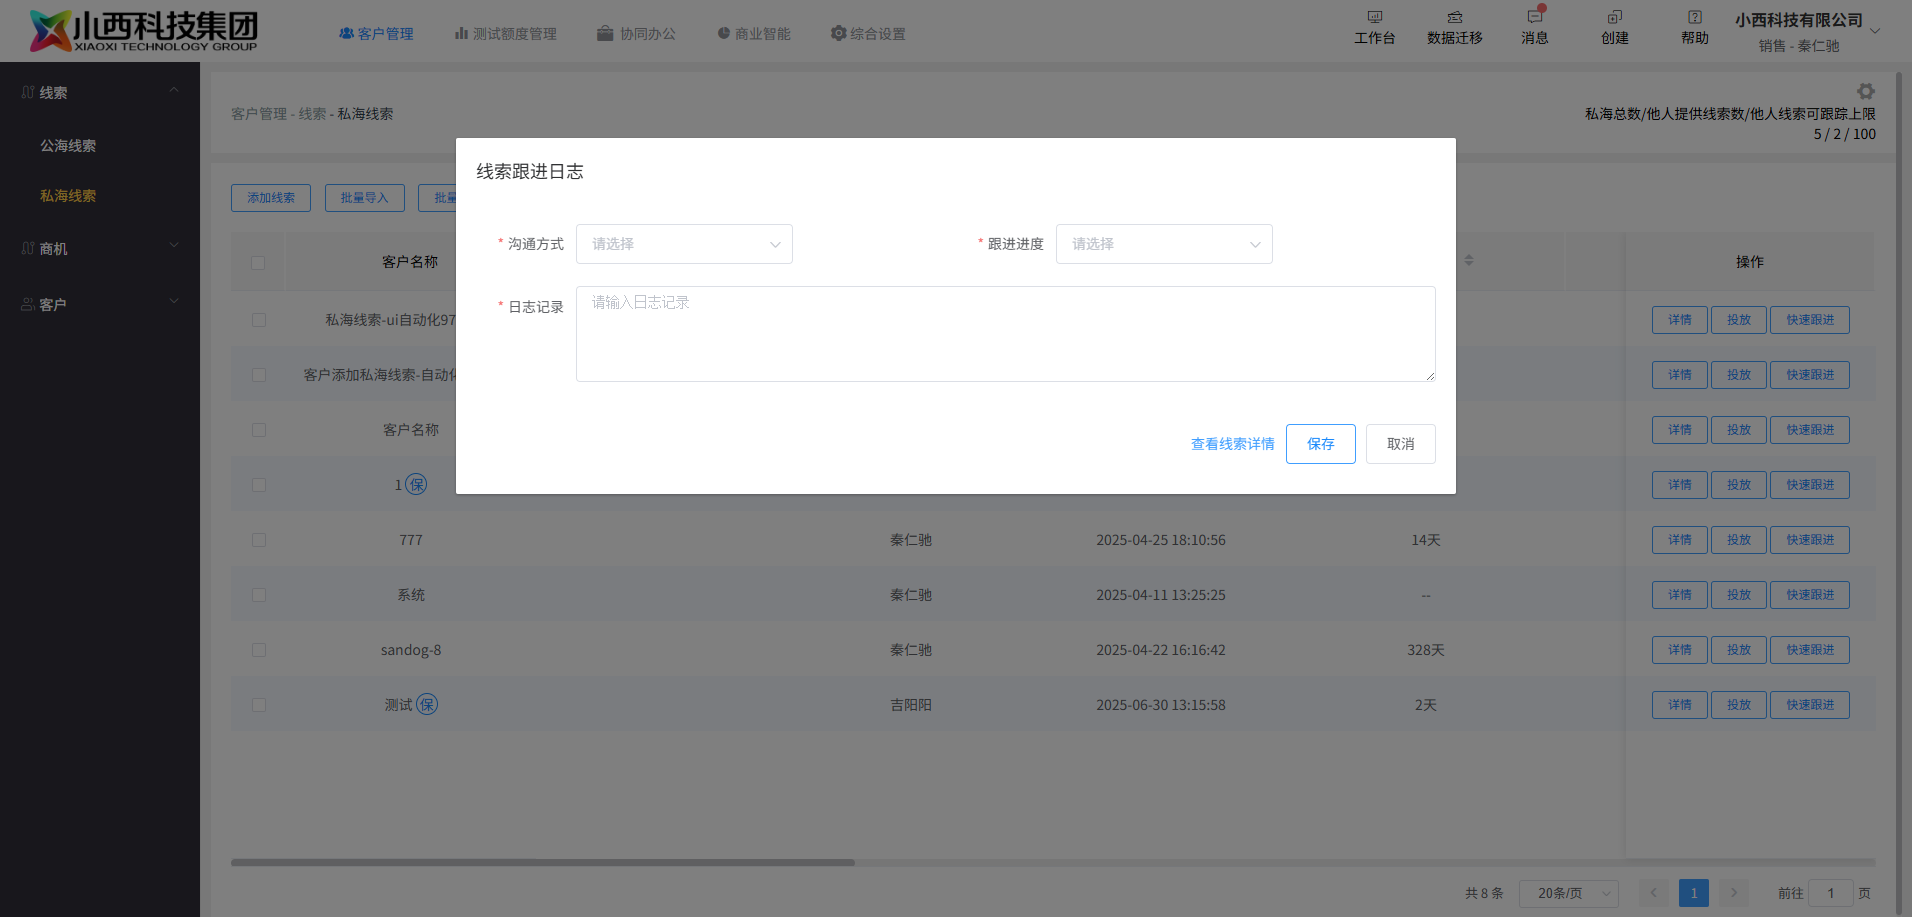 小西科技集团
XIAOXI TECHNOLOGY GROUP
客户管理
测试额度管理
协同办公
商业智能
综合设置
工作台
数据迁移
消息
创建
帮助
小西科技有限公司
销售 - 秦仁驰
线索
公海线索
私海线索
商机
客户
客户管理 - 线索 - 私海线索
私海总数/他人提供线索数/他人线索可跟踪上限
5 / 2 / 100
添加线索
批量导入
批量
线索跟进日志
* 沟通方式
请选择
* 跟进进度
请选择
* 日志记录
请输入日志记录
查看线索详情
保存
取消
客户名称
操作
私海线索-ui自动化97
详情 投放 快速跟进
客户添加私海线索-自动化
详情 投放 快速跟进
客户名称
详情 投放 快速跟进
1 保
详情 投放 快速跟进
777 秦仁驰 2025-04-25 18:10:56 14天 详情 投放 快速跟进
系统 秦仁驰 2025-04-11 13:25:25 -- 详情 投放 快速跟进
sandog-8 秦仁驰 2025-04-22 16:16:42 328天 详情 投放 快速跟进
测试 保 吉阳阳 2025-06-30 13:15:58 2天 详情 投放 快速跟进
共 8 条
20条/页
1
前往 1 页